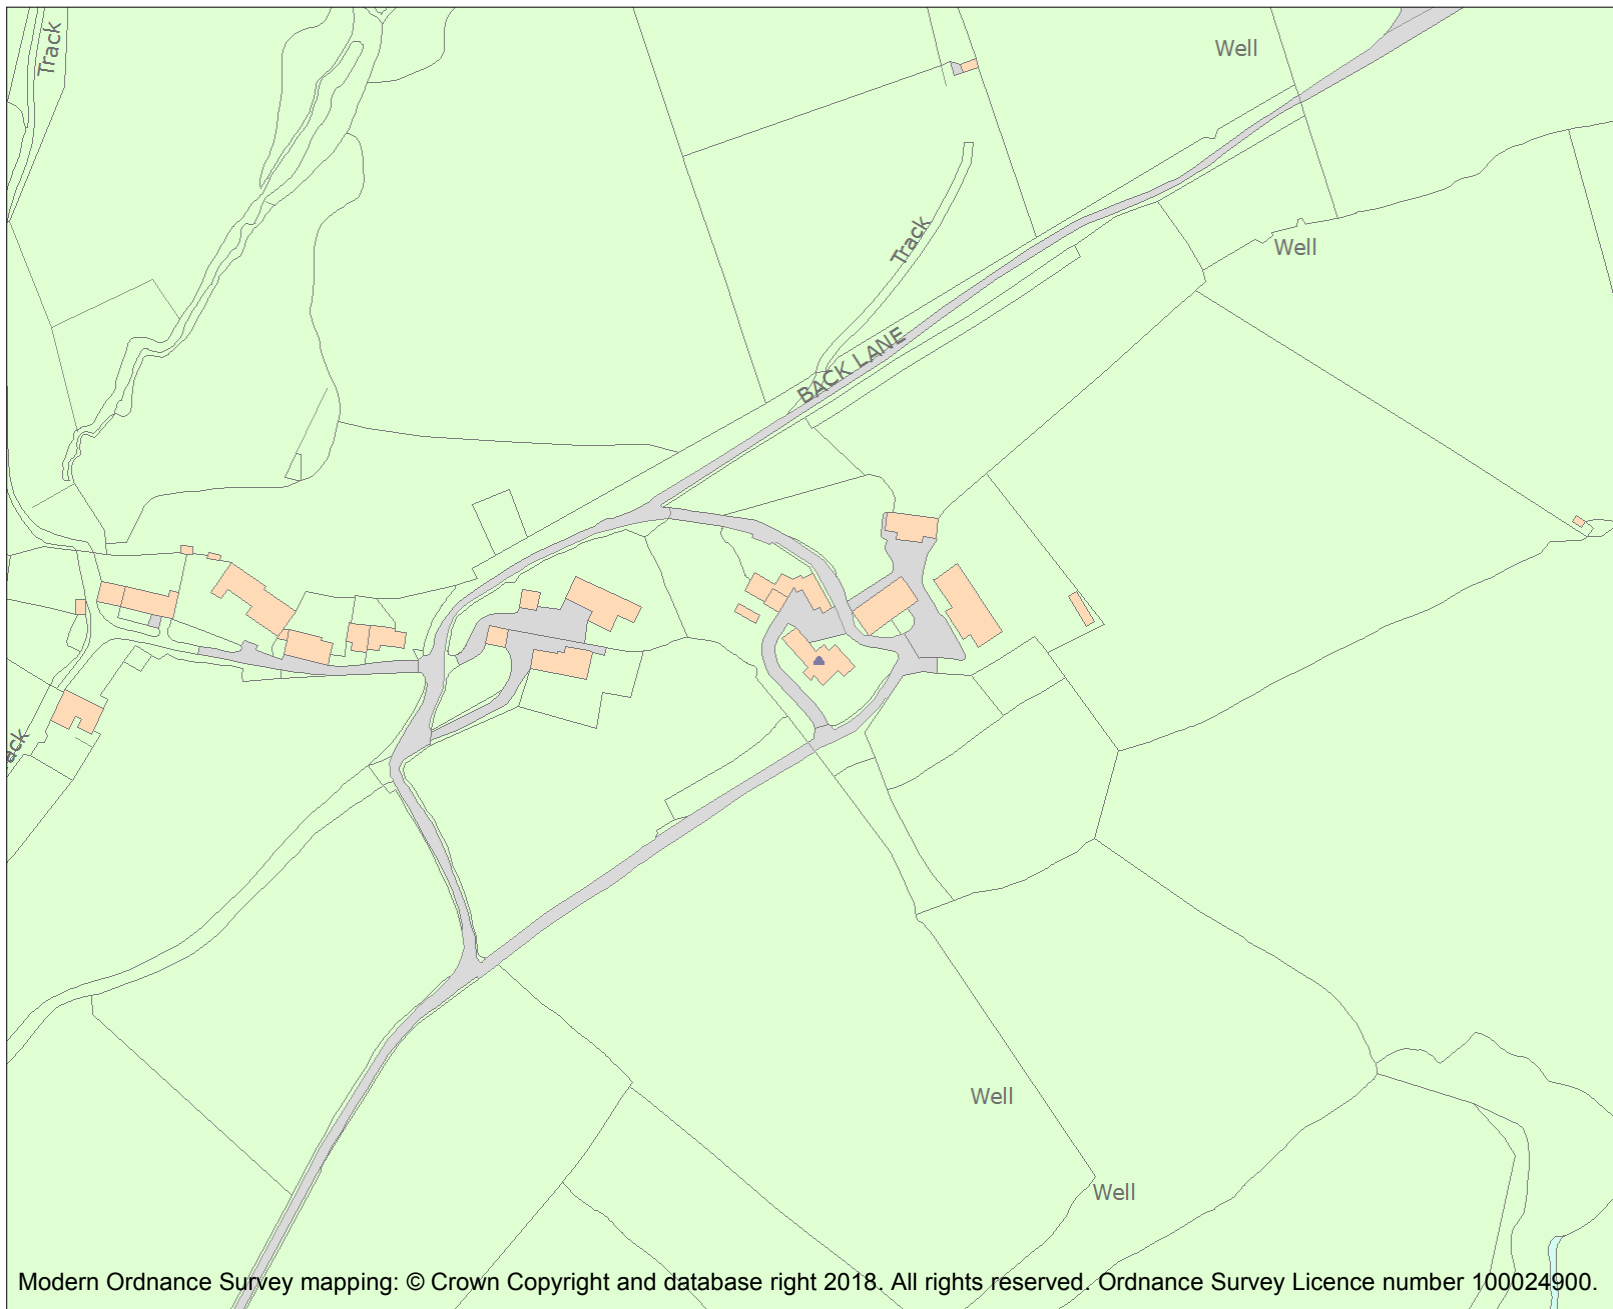 Track
Well
Track
Well
BACK LANE
ack
Well
Well
Modern Ordnance Survey mapping: © Crown Copyright and database right 2018. All rights reserved. Ordnance Survey Licence number 100024900.